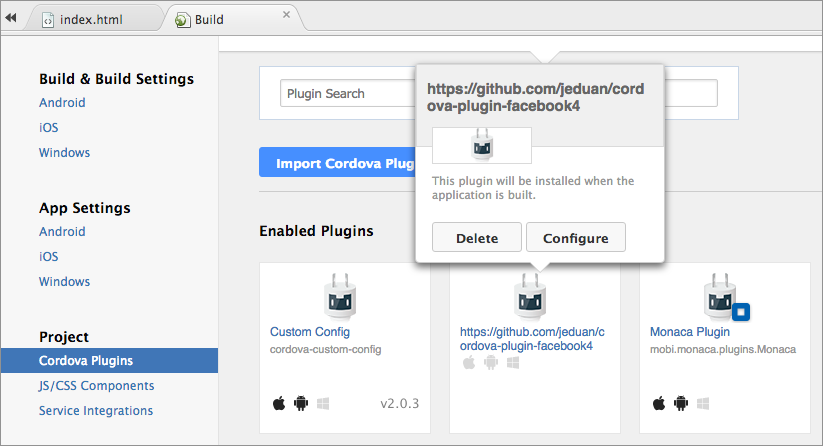 index.html
Build
Build & Build Settings
Android
iOS
Windows
App Settings
Android
iOS
Windows
Project
Cordova Plugins
JS/CSS Components
Service Integrations
Plugin Search
Import Cordova Plug
https://github.com/jeduan/cord
ova-plugin-facebook4
This plugin will be installed when the
application is built.
Delete
Configure
Enabled Plugins
Custom Config
cordova-custom-config
v2.0.3
https://github.com/jeduan/c
ordova-plugin-facebook4
Monaca Plugin
mobi.monaca.plugins.Monaca